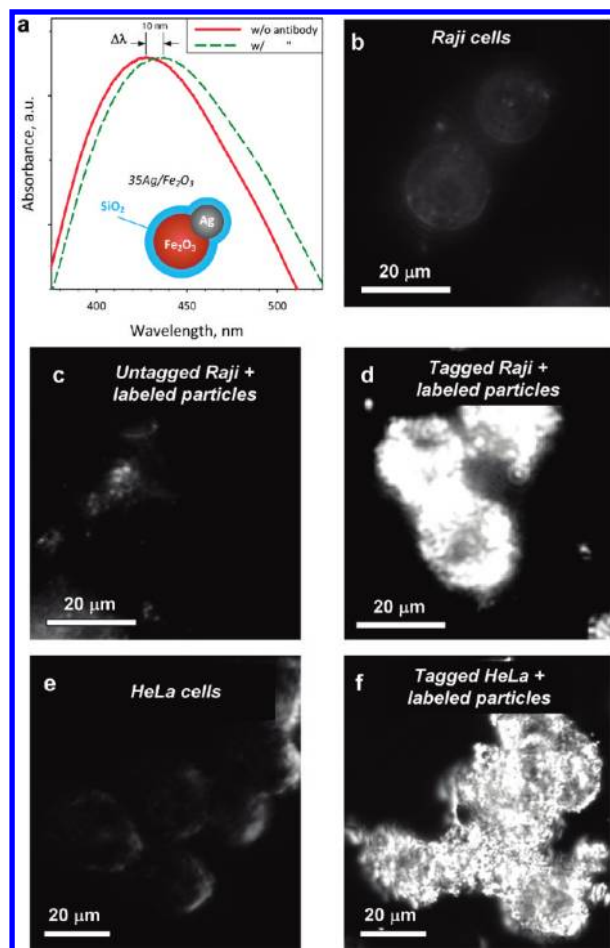 a
Δλ
10 nm
w/o antibody
w/ "
Absorbance, a.u.
35Ag/Fe₂O₃
SiO₂
Ag
Fe₂O₃
400
450
500
Wavelength, nm
b
Raji cells
20 μm
c
Untagged Raji +
labeled particles
20 μm
d
Tagged Raji +
labeled particles
20 μm
e
HeLa cells
20 μm
f
Tagged HeLa +
labeled particles
20 μm